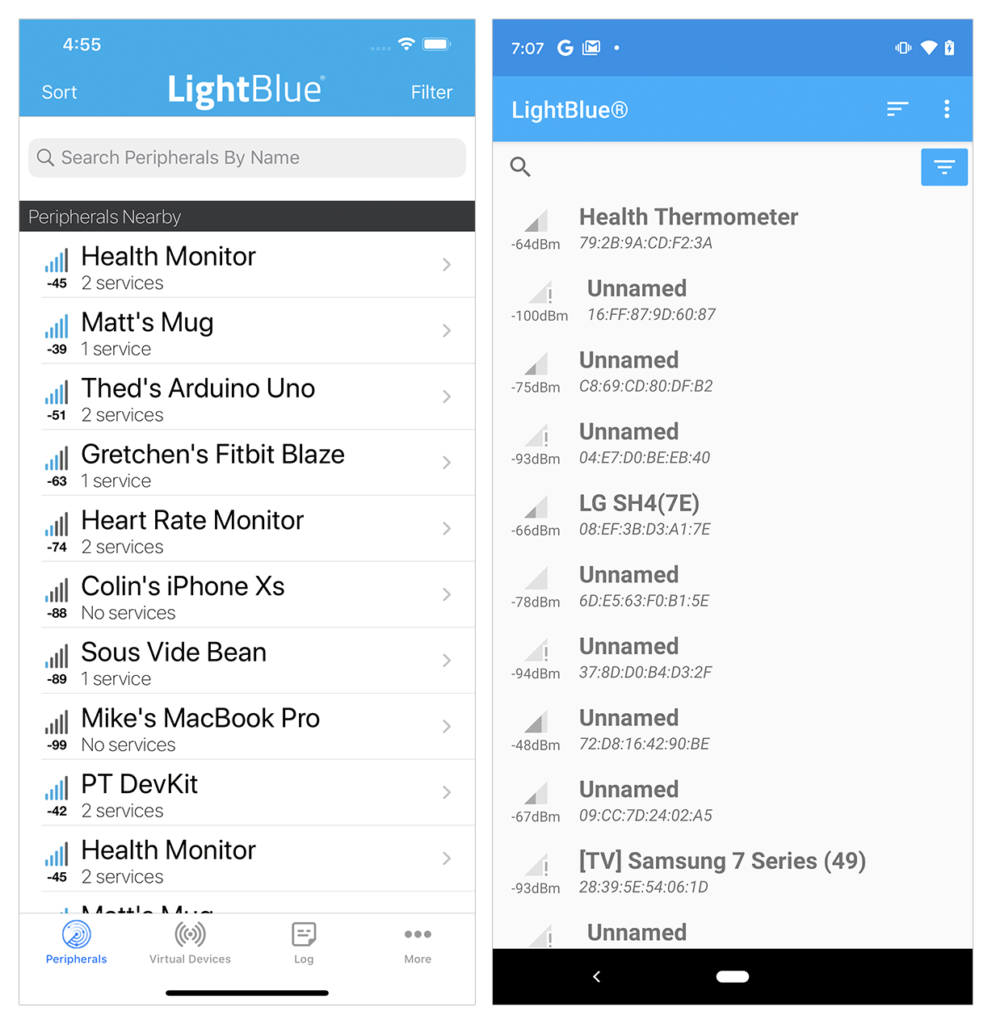 4:55
Sort
LightBlue®
Filter
Search Peripherals By Name
Peripherals Nearby
Health Monitor
-45
2 services
Matt's Mug
-39
1 service
Thed's Arduino Uno
-51
2 services
Gretchen's Fitbit Blaze
-63
1 service
Heart Rate Monitor
-74
2 services
Colin's iPhone Xs
-88
No services
Sous Vide Bean
-89
1 service
Mike's MacBook Pro
-99
No services
PT DevKit
-42
2 services
Health Monitor
-45
2 services
Matt's Mug
Peripherals
Virtual Devices
Log
More
7:07 G M
LightBlue®
Health Thermometer
-64dBm
79:2B:9A:CD:F2:3A
Unnamed
-100dBm
16:FF:87:9D:60:87
Unnamed
-75dBm
C8:69:CD:80:DF:B2
Unnamed
-93dBm
04:E7:D0:BE:EB:40
LG SH4(7E)
-66dBm
08:EF:3B:D3:A1:7E
Unnamed
-78dBm
6D:E5:63:F0:B1:5E
Unnamed
-94dBm
37:8D:D0:B4:D3:2F
Unnamed
-48dBm
72:D8:16:42:90:BE
Unnamed
-67dBm
09:CC:7D:24:02:A5
[TV] Samsung 7 Series (49)
-93dBm
28:39:5E:54:06:1D
Unnamed